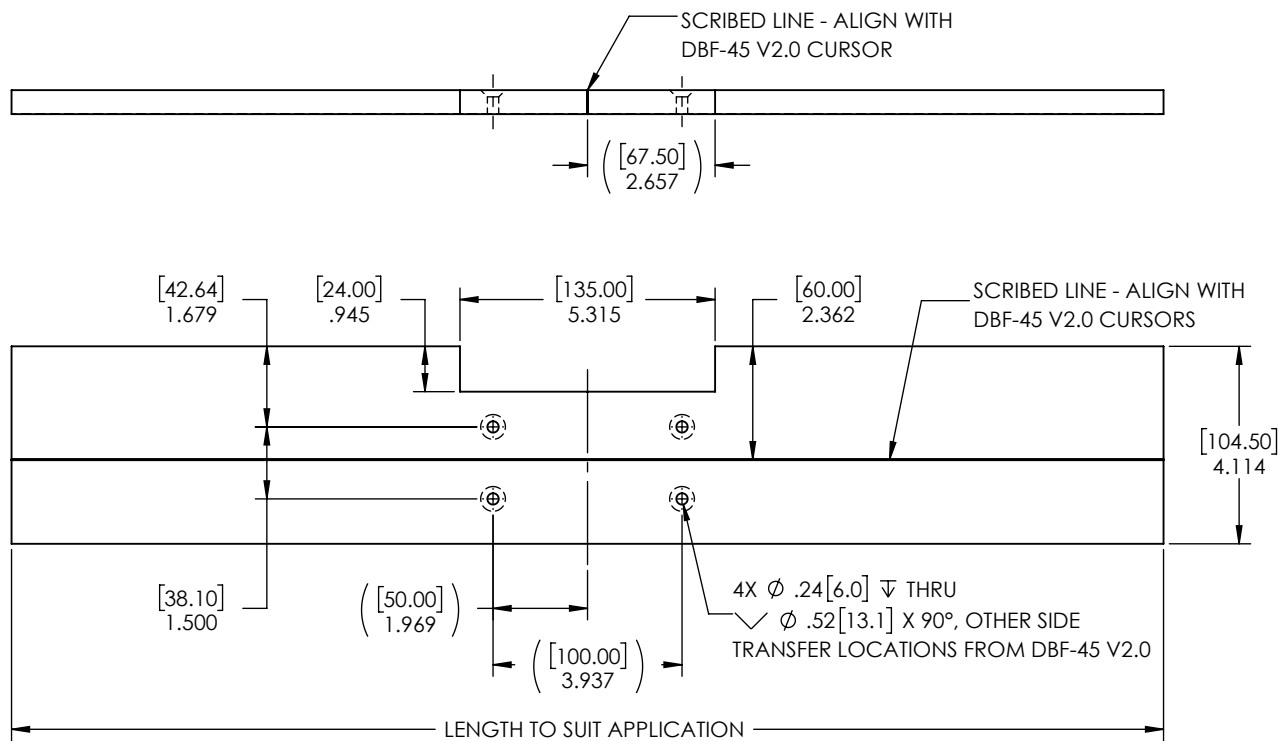 SCRIBED LINE - ALIGN WITH
DBF-45 V2.0 CURSOR
([67.50]
2.657)
[42.64]
1.679
[24.00]
.945
[135.00]
5.315
[60.00]
2.362
SCRIBED LINE - ALIGN WITH
DBF-45 V2.0 CURSORS
[104.50]
4.114
[38.10]
1.500
([50.00]
1.969)
([100.00]
3.937)
4X Ø .24[6.0] ↧ THRU
⌵ Ø .52[13.1] X 90°, OTHER SIDE
TRANSFER LOCATIONS FROM DBF-45 V2.0
LENGTH TO SUIT APPLICATION